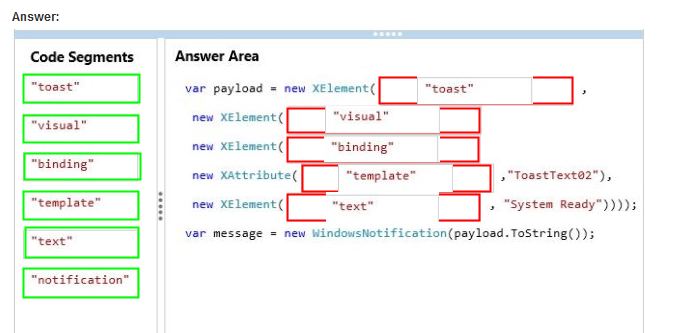 Answer:
Code Segments
"toast"
"visual"
"binding"
"template"
"text"
"notification"
Answer Area
var payload = new XElement( "toast" ,
new XElement( "visual"
new XElement( "binding"
new XAttribute( "template" ,"ToastText02"),
new XElement( "text" , "System Ready"))));
var message = new WindowsNotification(payload.ToString());